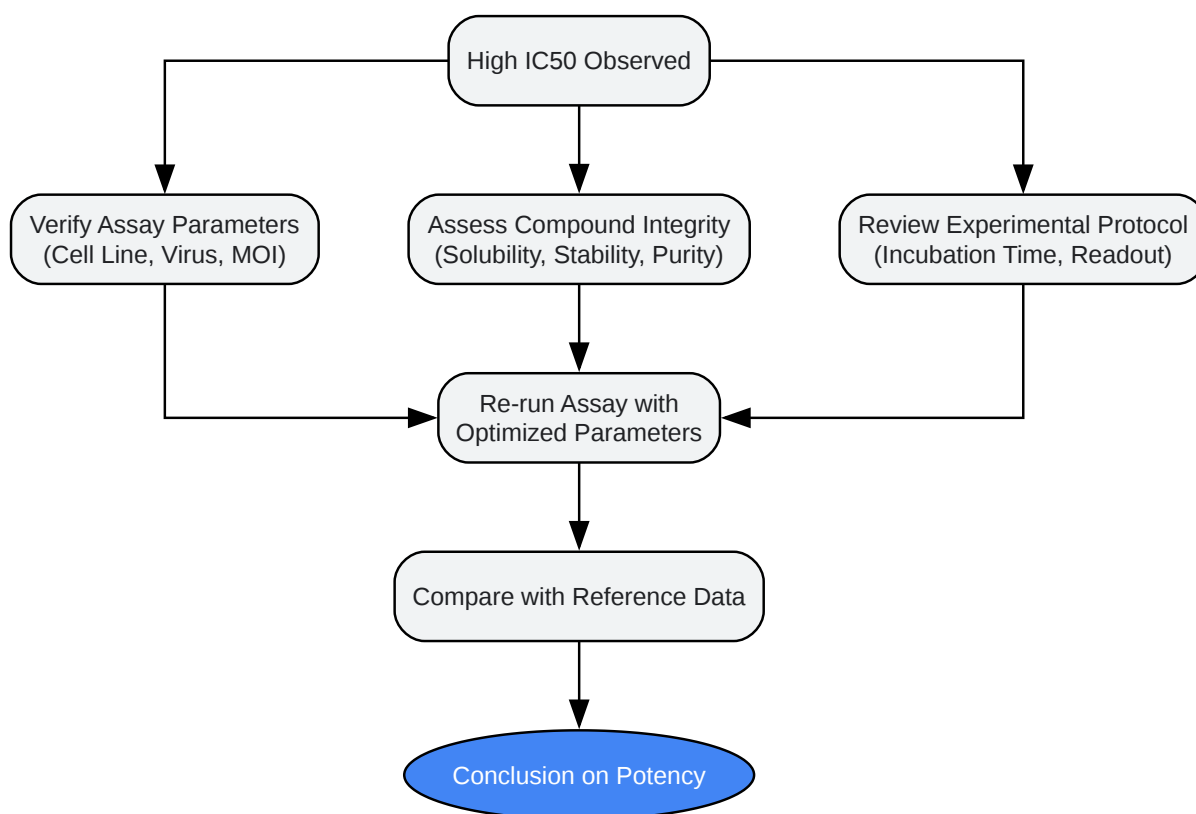 High IC50 Observed
Verify Assay Parameters
(Cell Line, Virus, MOI)
Assess Compound Integrity
(Solubility, Stability, Purity)
Review Experimental Protocol
(Incubation Time, Readout)
Re-run Assay with
Optimized Parameters
Compare with Reference Data
Conclusion on Potency